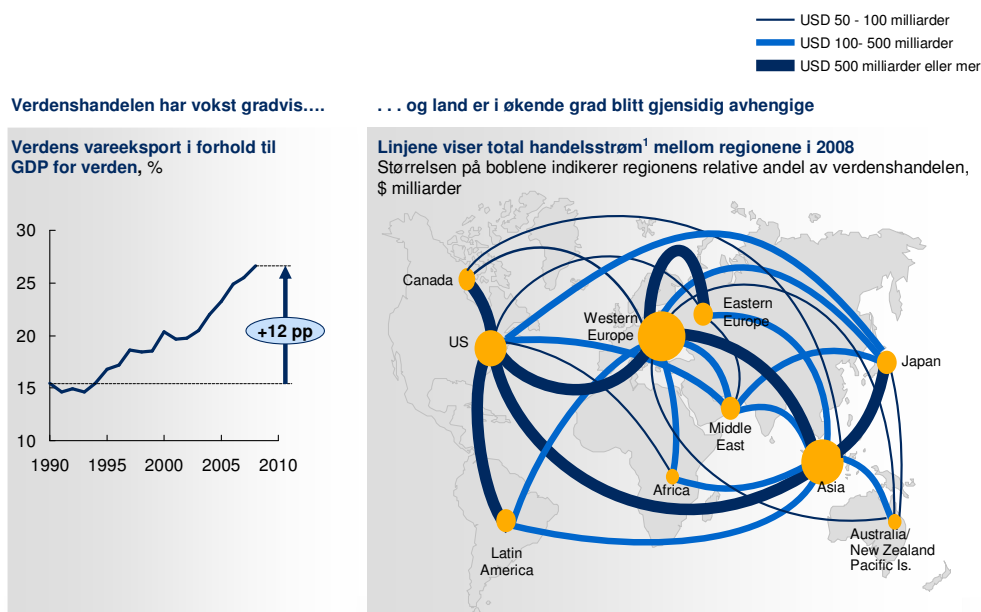 USD 50 - 100 milliarder
USD 100- 500 milliarder
USD 500 milliarder eller mer
Verdenshandelen har vokst gradvis….
. . . og land er i økende grad blitt gjensidig avhengige
Verdens vareeksport i forhold til
GDP for verden, %
30
25
20
15
10
1990
1995
2000
2005
2010
+12 pp
Linjene viser total handelsstrøm¹ mellom regionene i 2008
Størrelsen på boblene indikerer regionens relative andel av verdenshandelen,
$ milliarder
Canada
US
Western
Europe
Eastern
Europe
Japan
Middle
East
Africa
Asia
Latin
America
Australia/
New Zealand
Pacific Is.